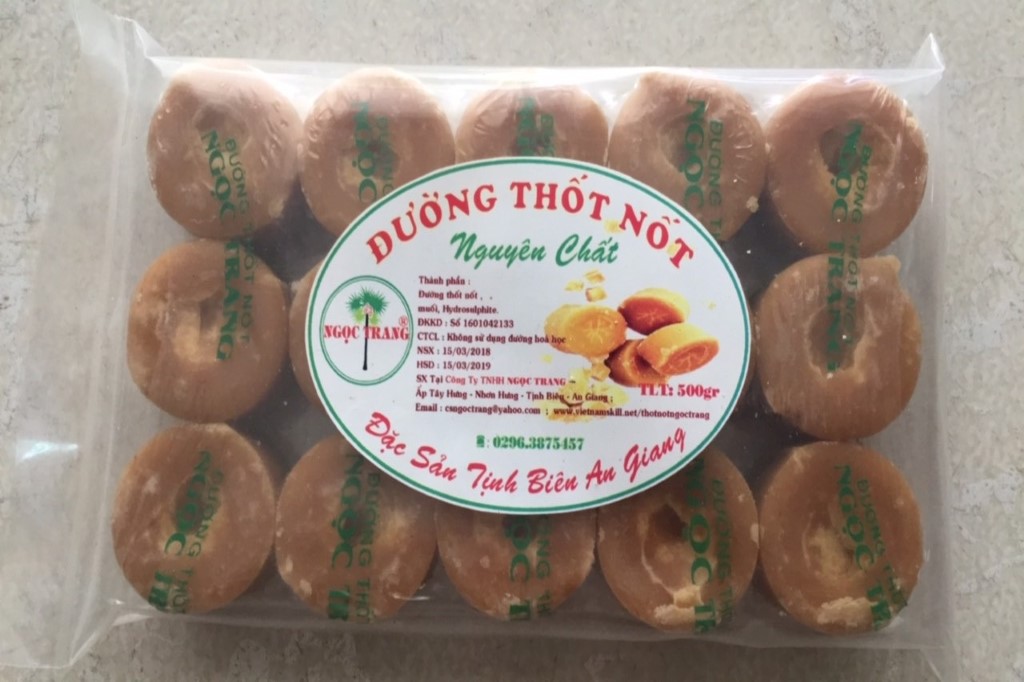 ĐƯỜNG THỐT NỐT
Nguyên Chất
Thành phần :
Đường thốt nốt , .
muối, Hydrosulphite.
ĐKKD : Số 1601042133
CTCL : Không sử dụng đường hoá học
NSX : 15/03/2018
HSD : 15/03/2019
SX Tại Công Ty TNHH NGỌC TRANG
Ấp Tây Hưng - Nhơn Hưng - Tịnh Biên - An Giang ;
Email : csngoctrang@yahoo.com ; www.vietnamskill.net/thotnotngoctrang
NGỌC TRANG®
TLT: 500gr
☎: 0296.3875457
Đặc Sản Tịnh Biên An Giang
ĐƯỜNG THỐT NỐT
NGỌC TRANG